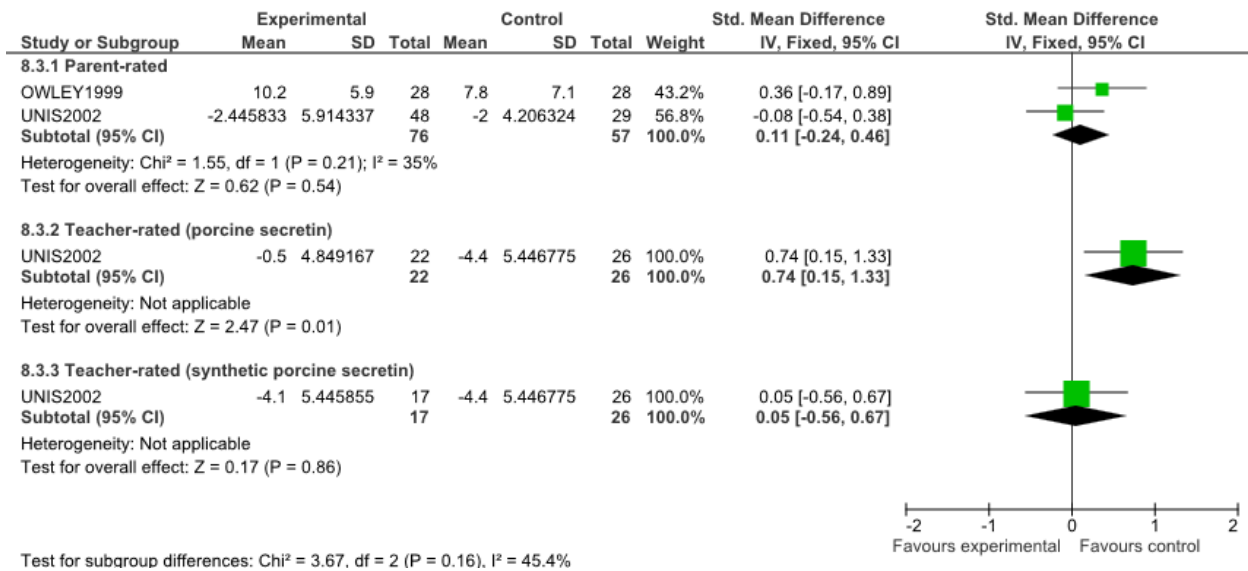 Experimental Control Std. Mean Difference Std. Mean Difference
Study or Subgroup Mean SD Total Mean SD Total Weight IV, Fixed, 95% CI IV, Fixed, 95% CI
8.3.1 Parent-rated
OWLEY1999 10.2 5.9 28 7.8 7.1 28 43.2% 0.36 [-0.17, 0.89]
UNIS2002 -2.445833 5.914337 48 -2 4.206324 29 56.8% -0.08 [-0.54, 0.38]
Subtotal (95% CI) 76 57 100.0% 0.11 [-0.24, 0.46]
Heterogeneity: Chi² = 1.55, df = 1 (P = 0.21); I² = 35%
Test for overall effect: Z = 0.62 (P = 0.54)
8.3.2 Teacher-rated (porcine secretin)
UNIS2002 -0.5 4.849167 22 -4.4 5.446775 26 100.0% 0.74 [0.15, 1.33]
Subtotal (95% CI) 22 26 100.0% 0.74 [0.15, 1.33]
Heterogeneity: Not applicable
Test for overall effect: Z = 2.47 (P = 0.01)
8.3.3 Teacher-rated (synthetic porcine secretin)
UNIS2002 -4.1 5.445855 17 -4.4 5.446775 26 100.0% 0.05 [-0.56, 0.67]
Subtotal (95% CI) 17 26 100.0% 0.05 [-0.56, 0.67]
Heterogeneity: Not applicable
Test for overall effect: Z = 0.17 (P = 0.86)
-2 -1 0 1 2
Favours experimental Favours control
Test for subgroup differences: Chi² = 3.67, df = 2 (P = 0.16), I² = 45.4%